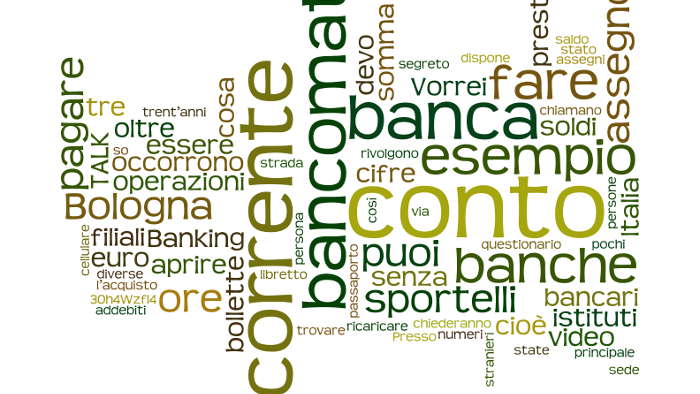 pagare
tre
trent'anni
cosa
oltre
essere
TALK
so
occorrono
operazioni
strada
Bologna
filiali
Banking
cellulare
euro
aprire
diverse
l'acquisto
30h4Wzfl4
addebiti
ore
bollette
libretto
corrente
persona
bancomat
trovare
passaporto
ricaricare
devo
somma
segreto
dispone
Vorrei
fare
prest
saldo
stato
assegni
assegno
banca
chiamano
soldi
rivolgono
cifre
esempio
conto
così
via
persone
Italia
puoi
questionario
pochi
senza
banche
sportelli
bancari
chiederanno
Presso
numeri
cioè
istituti
video
stranieri
state
principale
sede